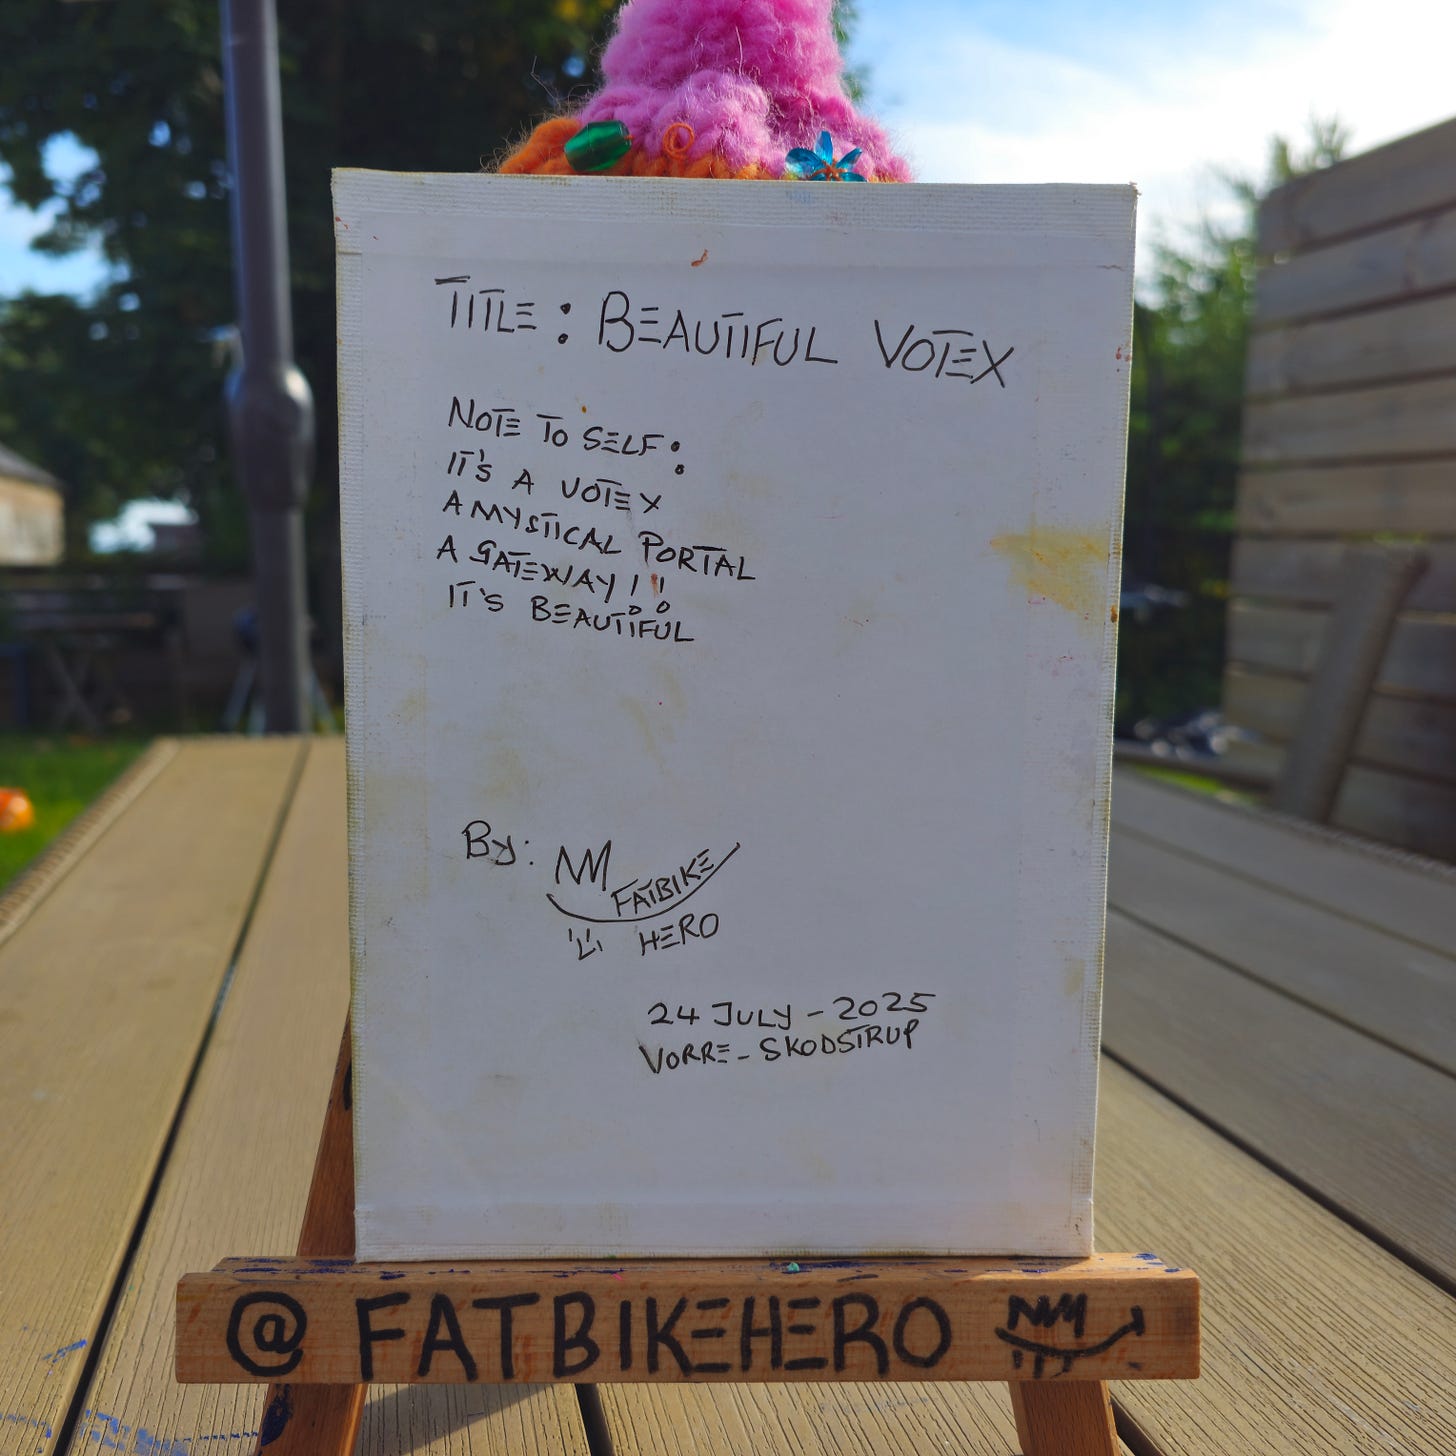 TITLE: BEAUTIFUL VOTEX
NOTE TO SELF:
IT'S A VOTEX
A MYSTICAL PORTAL
A GATEWAY!!
IT'S BEAUTIFUL
By:
FATBIKE
HERO
24 JULY - 2025
VORRE - SKODSTRUP
@FATBIKEHERO